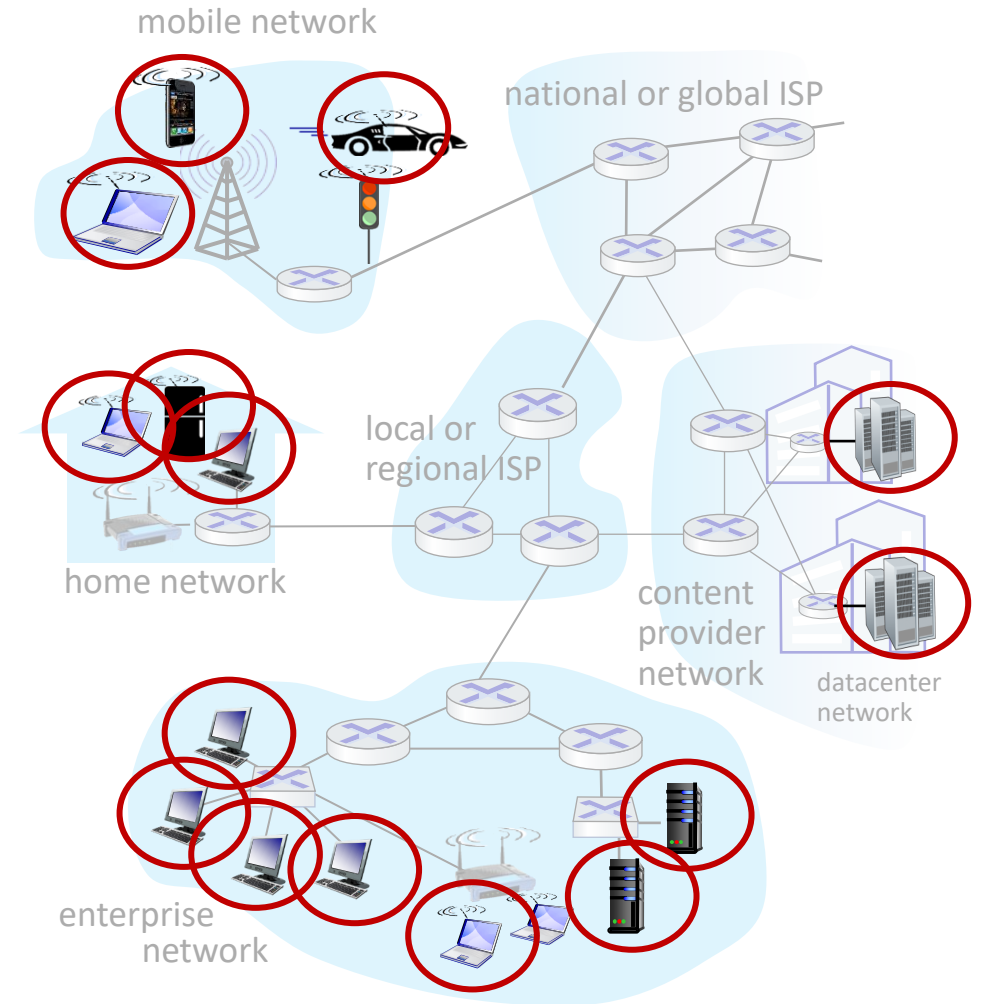 mobile network
national or global ISP
local or
regional ISP
home network
content
provider
network
datacenter
network
enterprise
network